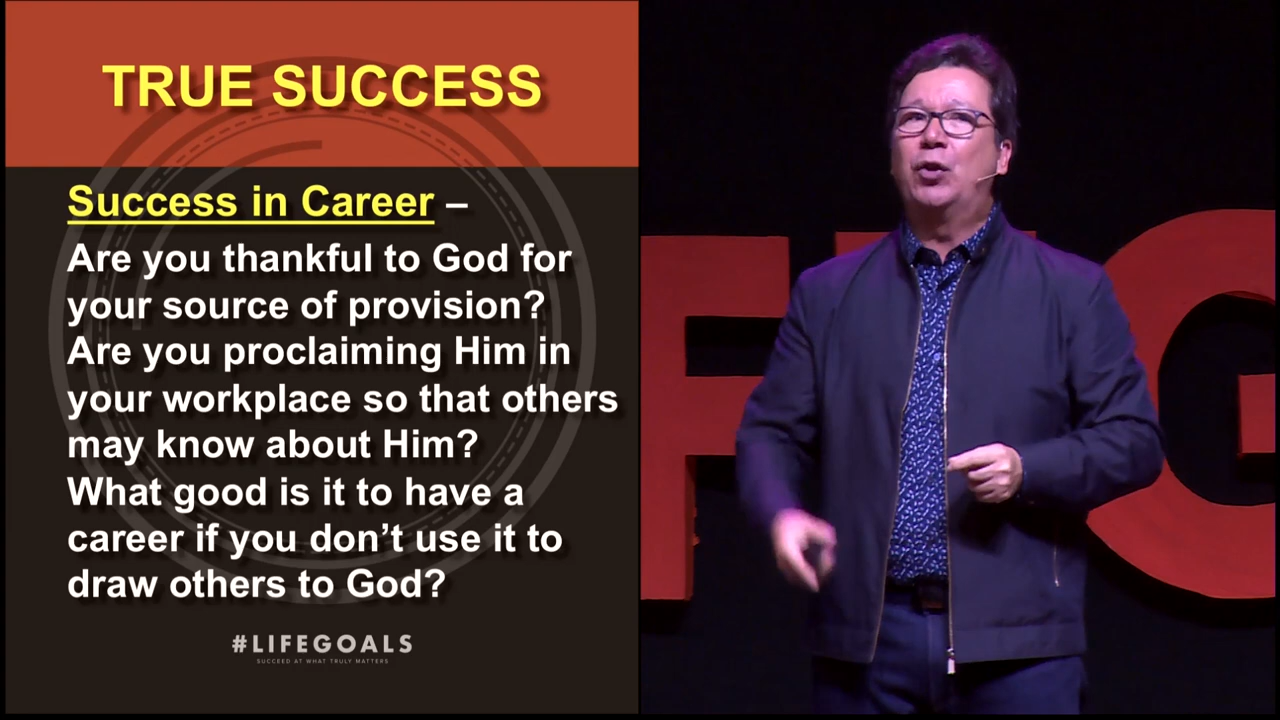 TRUE SUCCESS
Success in Career –
Are you thankful to God for
your source of provision?
Are you proclaiming Him in
your workplace so that others
may know about Him?
What good is it to have a
career if you don’t use it to
draw others to God?
#LIFEGOALS
SUCCEED AT WHAT TRULY MATTERS